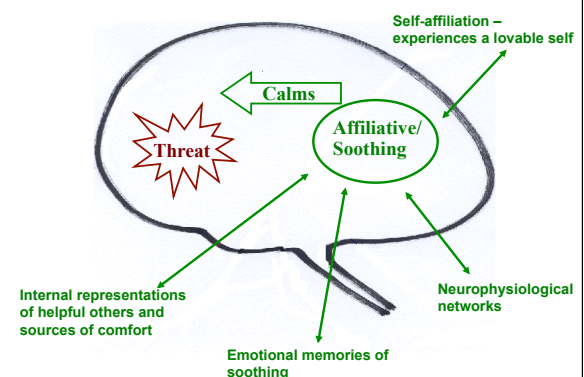 Self-affiliation –
experiences a lovable self
Calms
Affiliative/
Soothing
Threat
Internal representations
of helpful others and
sources of comfort
Neurophysiological
networks
Emotional memories of
soothing